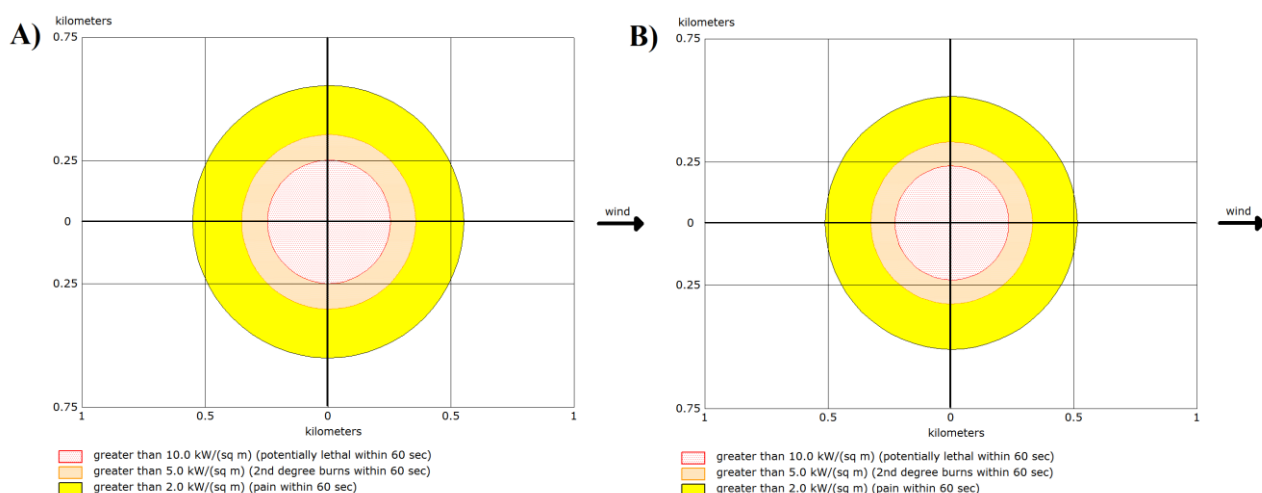 A)
kilometers
0.75
0.25
0
0.25
0.75
1 0.5 0 0.5 1
kilometers
wind
greater than 10.0 kW/(sq m) (potentially lethal within 60 sec)
greater than 5.0 kW/(sq m) (2nd degree burns within 60 sec)
greater than 2.0 kW/(sq m) (pain within 60 sec)
B)
kilometers
0.75
0.25
0
0.25
0.75
1 0.5 0 0.5 1
kilometers
wind
greater than 10.0 kW/(sq m) (potentially lethal within 60 sec)
greater than 5.0 kW/(sq m) (2nd degree burns within 60 sec)
greater than 2.0 kW/(sq m) (pain within 60 sec)